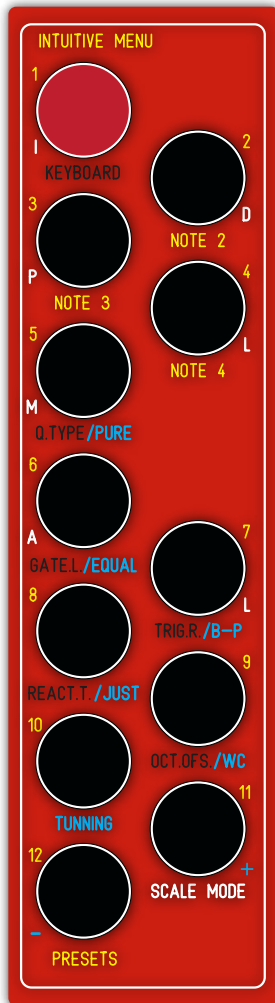 INTUITIVE MENU
1
I
KEYBOARD
2
D
NOTE 2
3
P
NOTE 3
4
L
NOTE 4
5
M
Q.TYPE/PURE
6
A
GATE.L./EQUAL
7
L
TRIG.R./B-P
8
REACT.T./JUST
9
OCT.OFS./WC
10
TUNNING
11
+
SCALE MODE
12
-
PRESETS